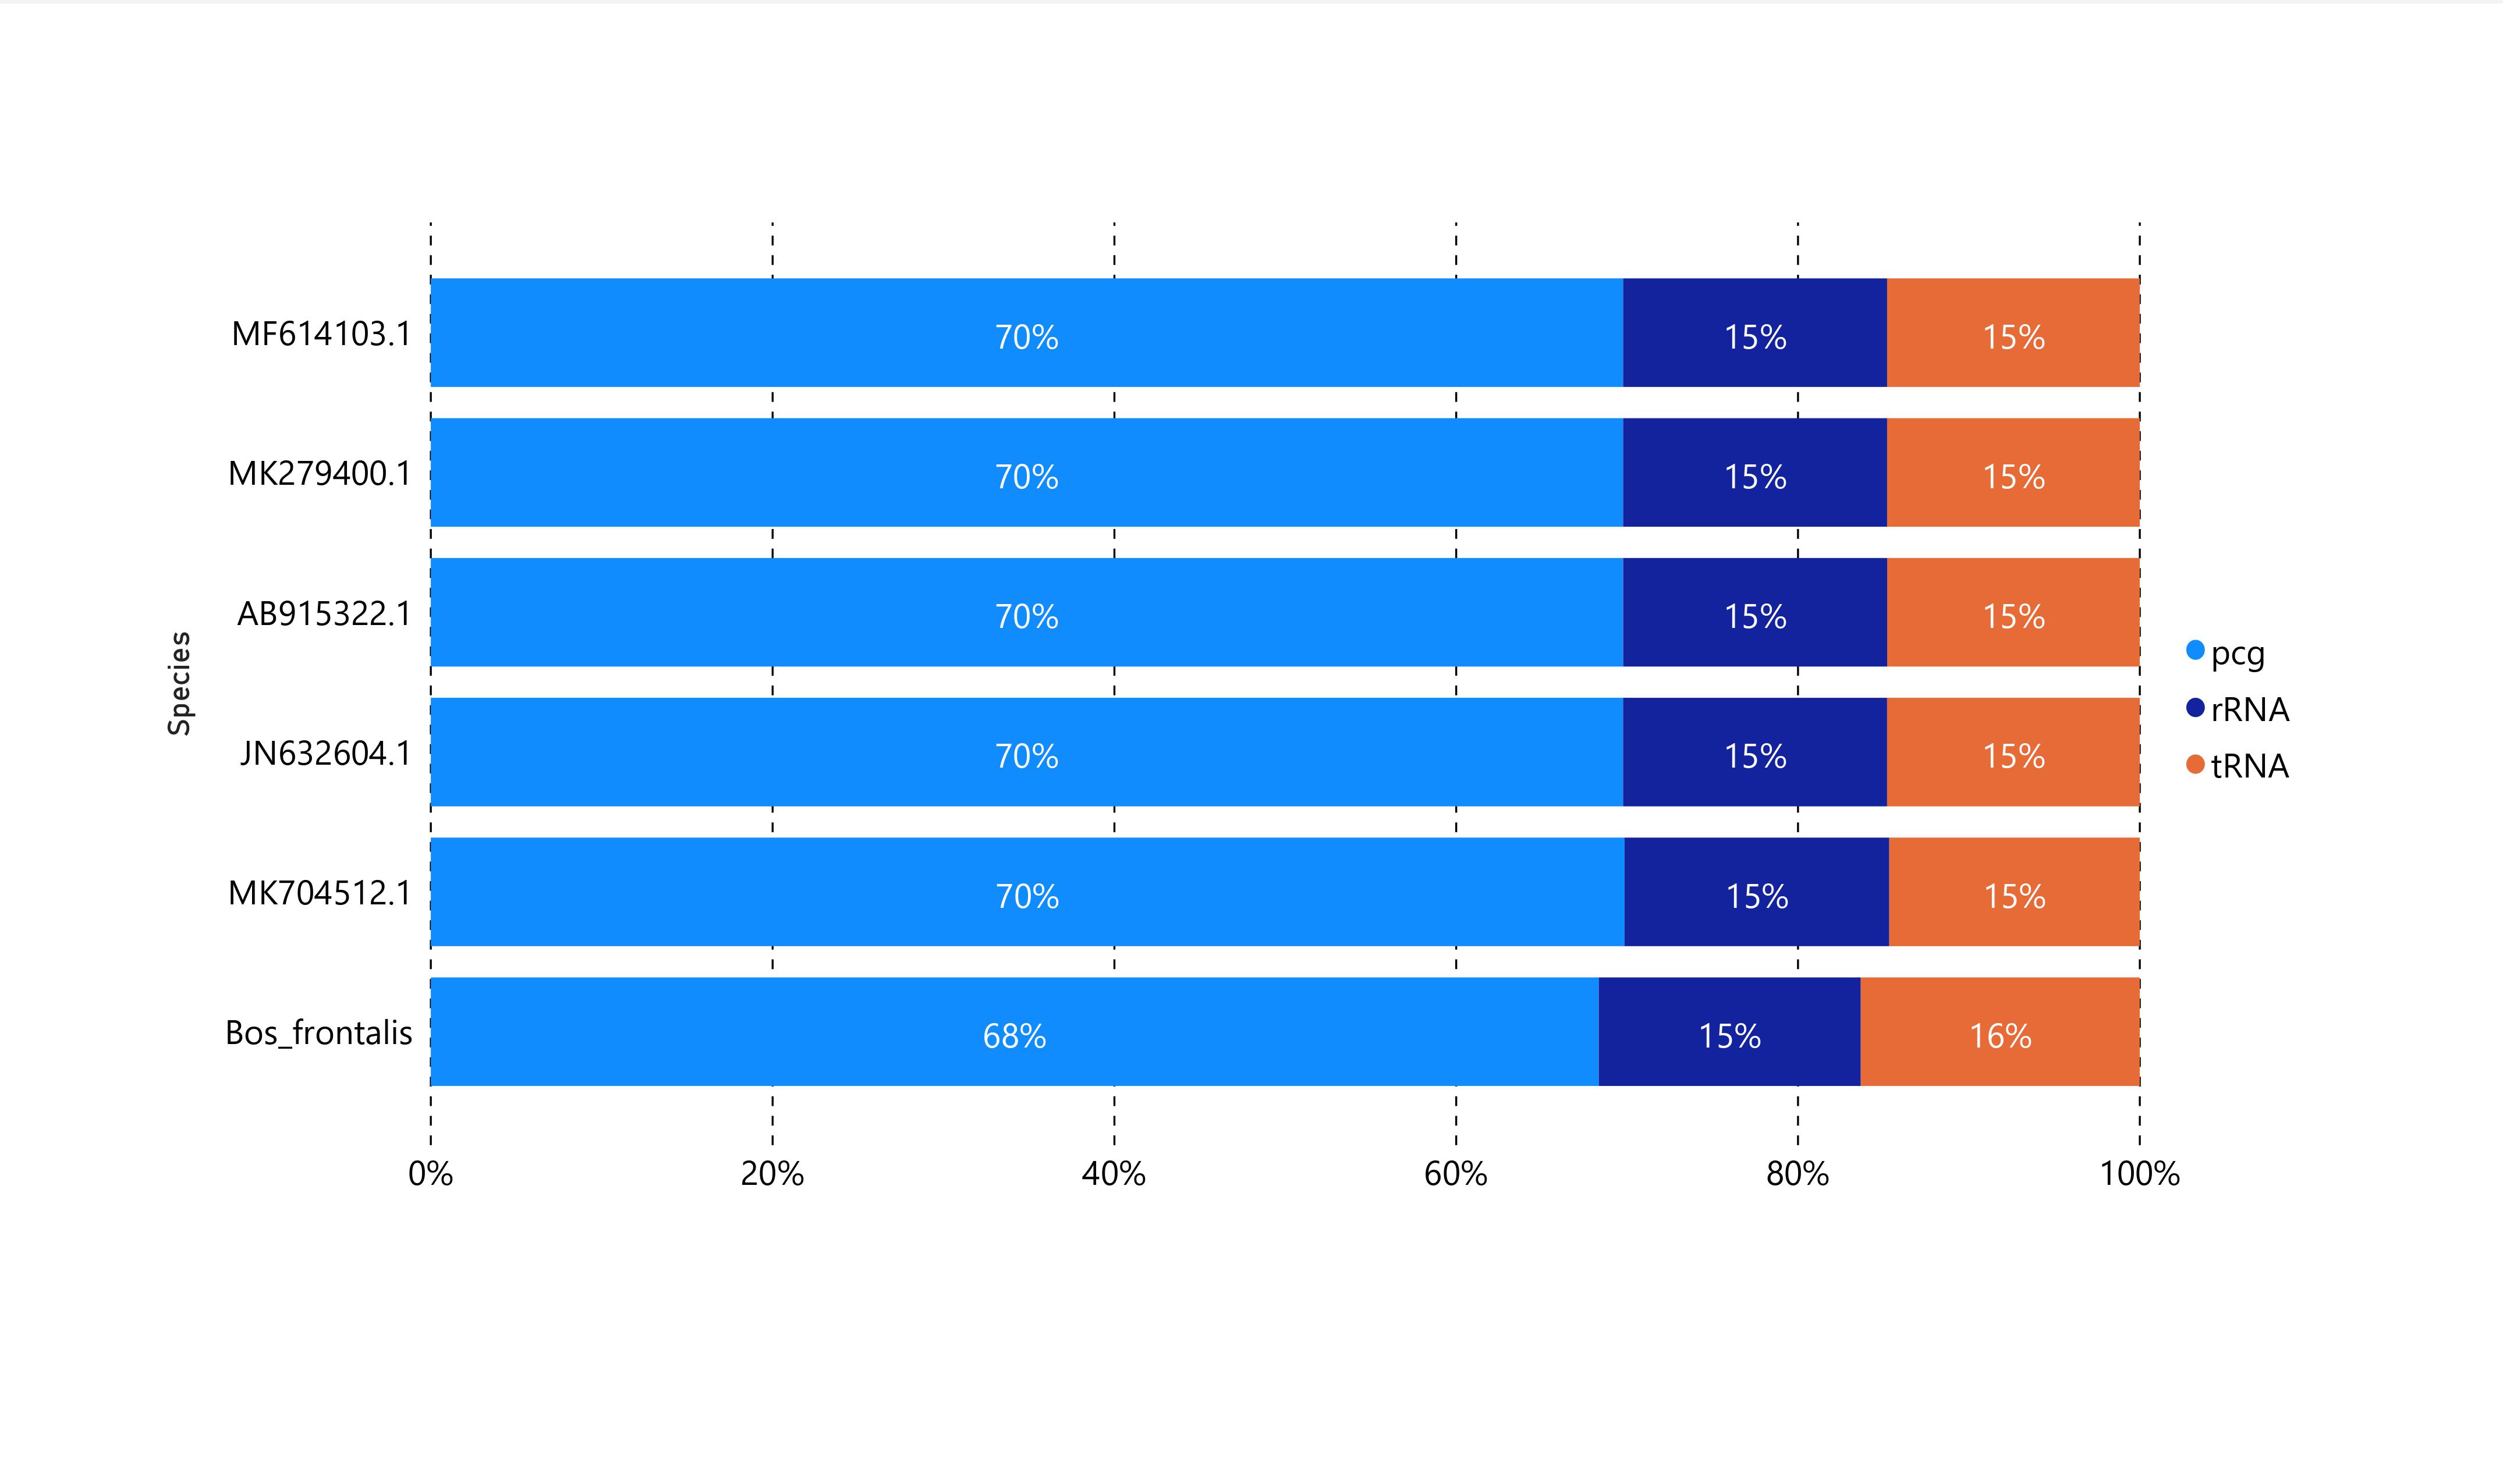 Species
MF614103.1 70% 15% 15%
MK279400.1 70% 15% 15%
AB915322.1 70% 15% 15%
JN632604.1 70% 15% 15%
MK704512.1 70% 15% 15%
Bos_frontalis 68% 15% 16%
0% 20% 40% 60% 80% 100%
pcg
rRNA
tRNA